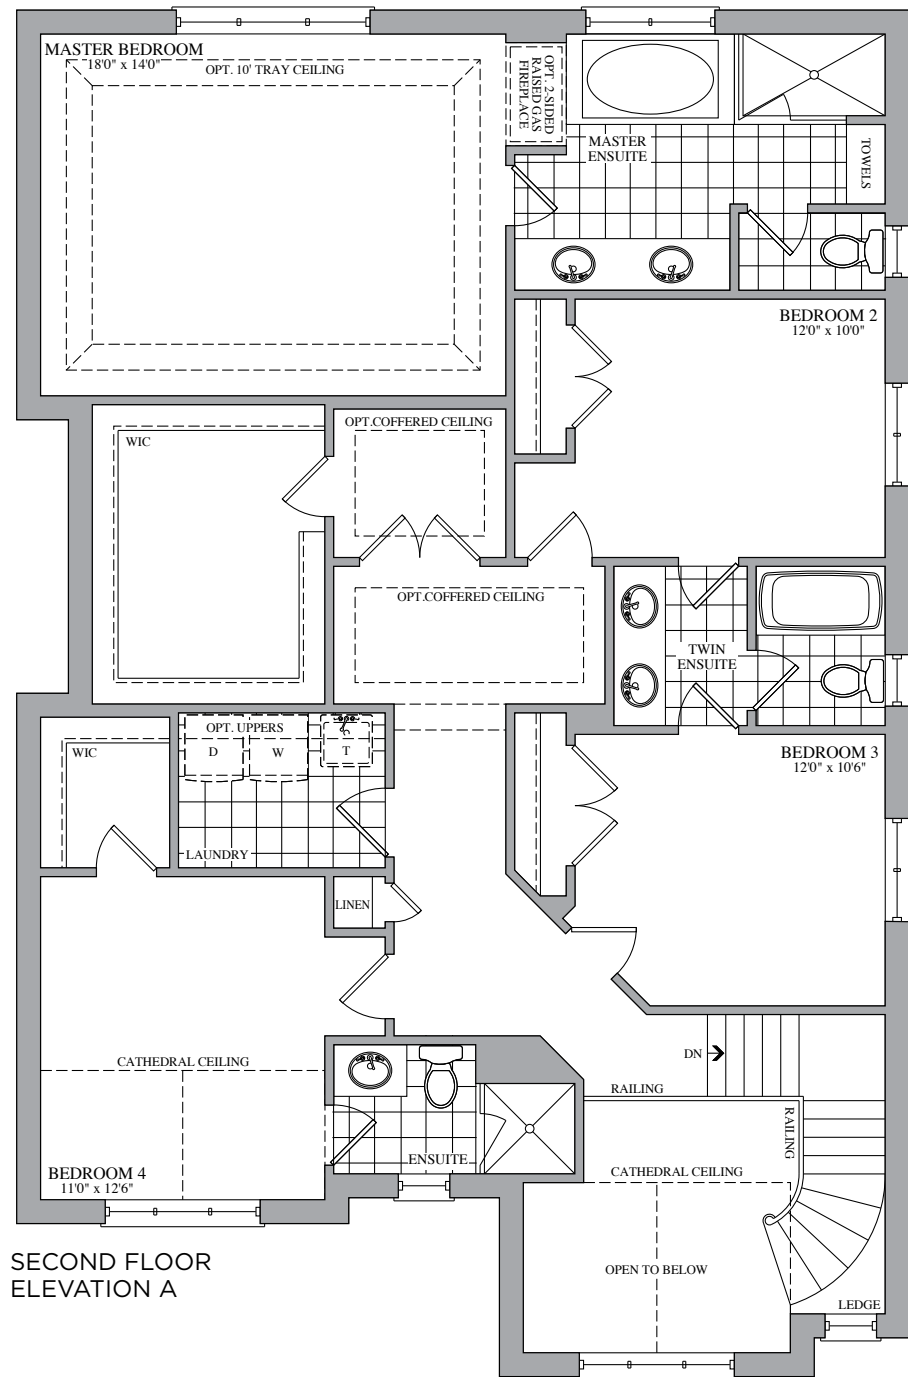 MASTER BEDROOM
18'0" x 14'0"
OPT. 10' TRAY CEILING
OPT. 2-SIDED
RAISED GAS
FIREPLACE
MASTER
ENSUITE
TOWELS
BEDROOM 2
12'0" x 10'0"
WIC
OPT.COFFERED CEILING
OPT.COFFERED CEILING
TWIN
ENSUITE
WIC
OPT. UPPERS
D
W
T
LAUNDRY
BEDROOM 3
12'0" x 10'6"
LINEN
CATHEDRAL CEILING
BEDROOM 4
11'0" x 12'6"
ENSUITE
DN
RAILING
RAILING
CATHEDRAL CEILING
OPEN TO BELOW
LEDGE
SECOND FLOOR
ELEVATION A